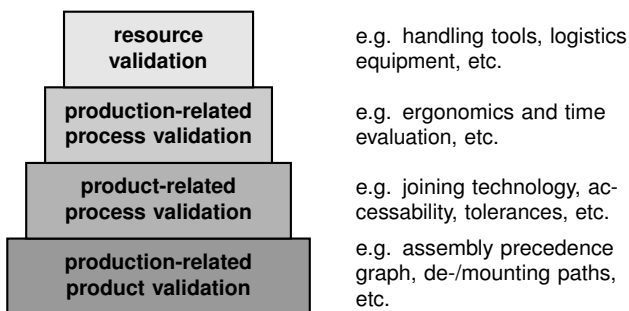 resource
validation
e.g. handling tools, logistics
equipment, etc.
production-related
process validation
e.g. ergonomics and time
evaluation, etc.
product-related
process validation
e.g. joining technology, ac-
cessability, tolerances, etc.
production-related
product validation
e.g. assembly precedence
graph, de-/mounting paths,
etc.